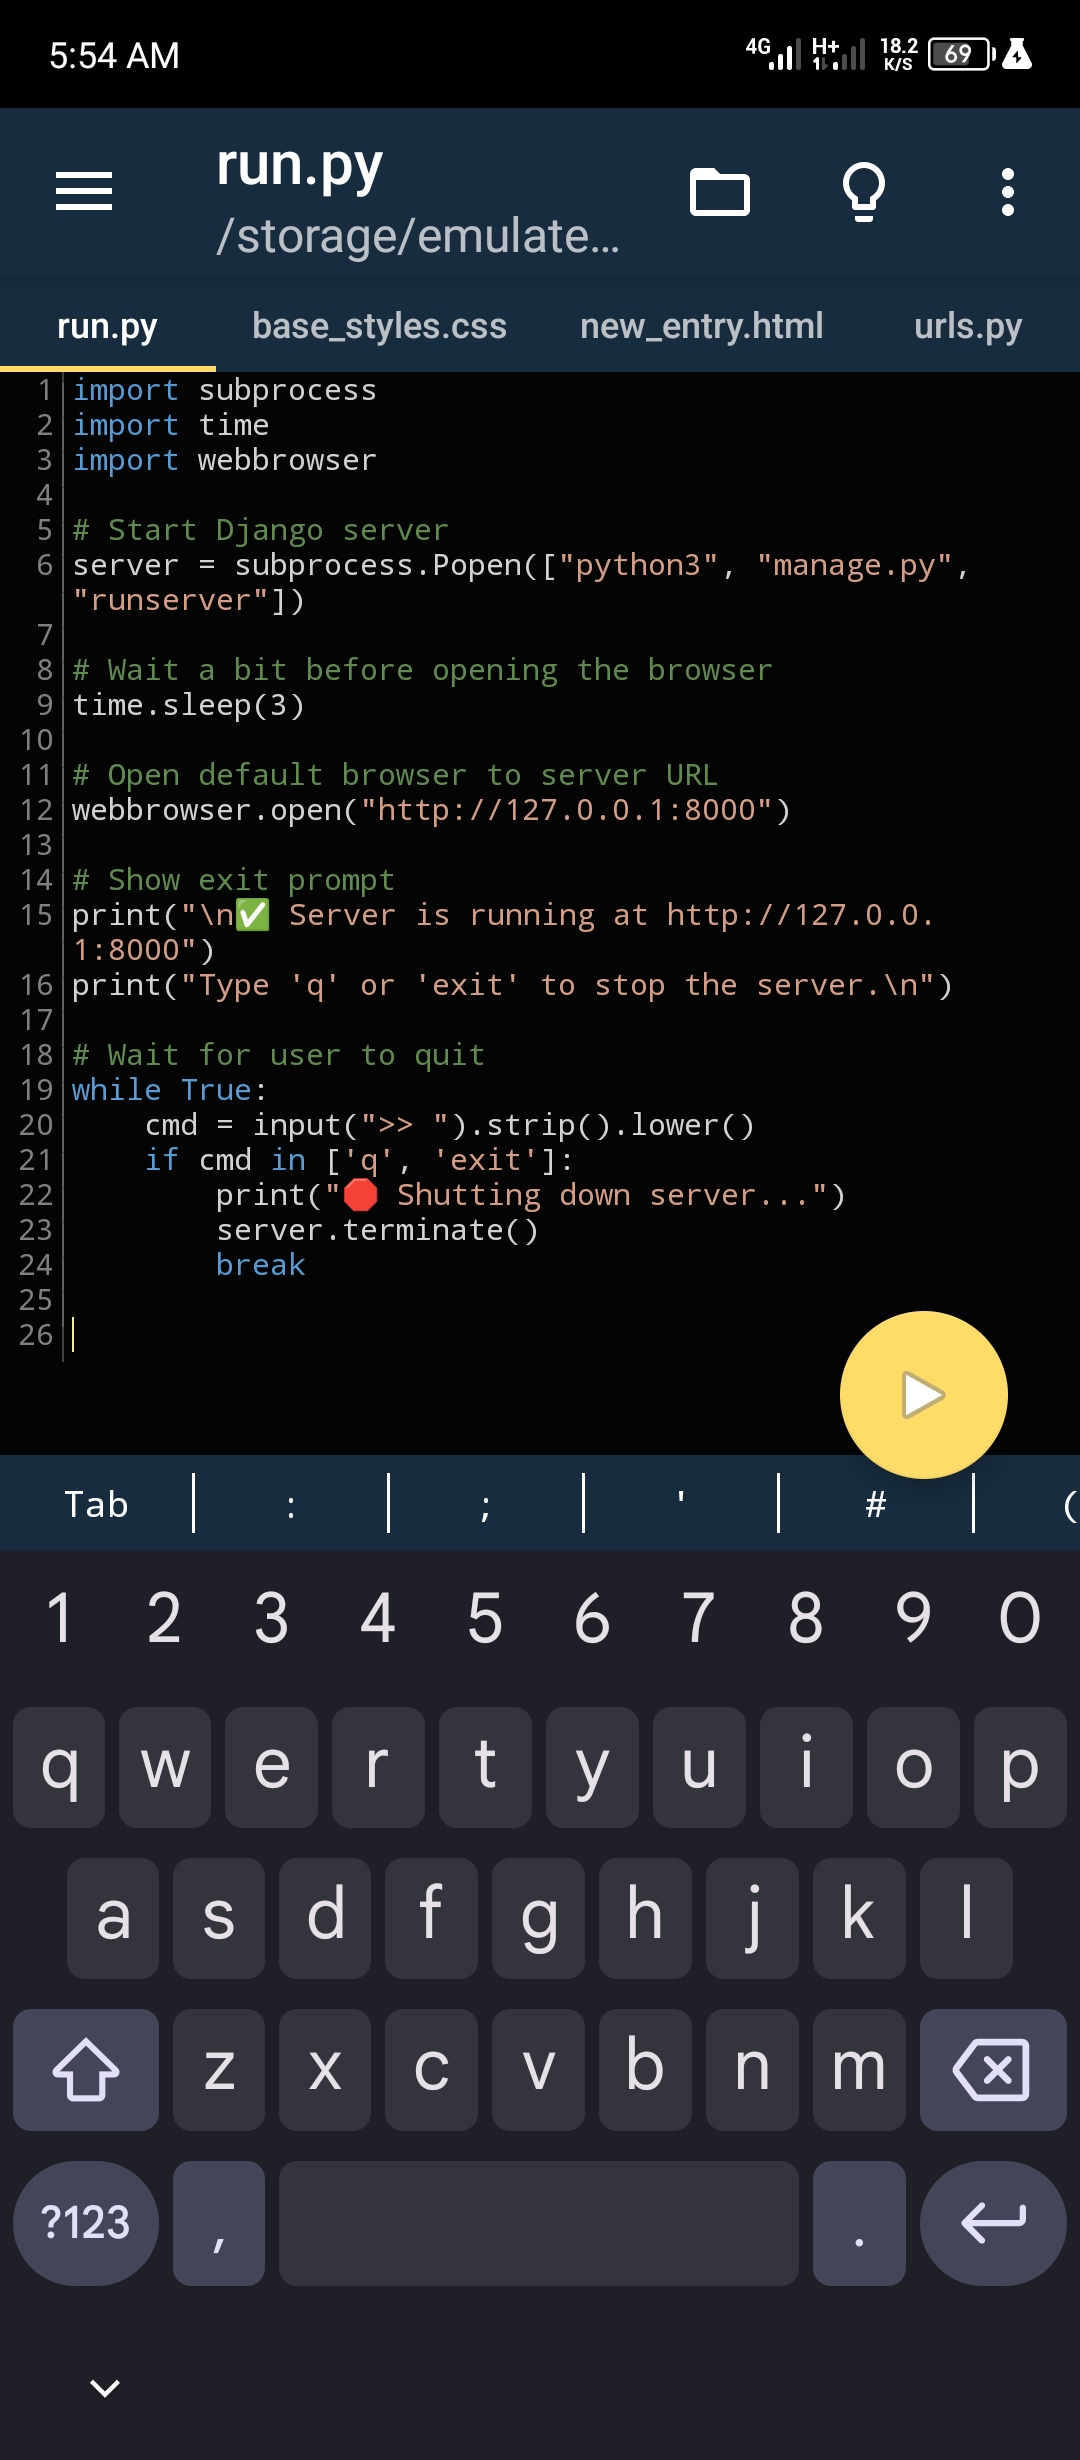 5:54 AM 4G H+ 18.2 K/S 69
run.py
/storage/emulate...
run.py base_styles.css new_entry.html urls.py
1 import subprocess
2 import time
3 import webbrowser
4
5 # Start Django server
6 server = subprocess.Popen(["python3", "manage.py",
"runserver"])
7
8 # Wait a bit before opening the browser
9 time.sleep(3)
10
11 # Open default browser to server URL
12 webbrowser.open("http://127.0.0.1:8000")
13
14 # Show exit prompt
15 print("\n✅ Server is running at http://127.0.0.
1:8000")
16 print("Type 'q' or 'exit' to stop the server.\n")
17
18 # Wait for user to quit
19 while True:
20     cmd = input(">> ").strip().lower()
21     if cmd in ['q', 'exit']:
22         print("🛑 Shutting down server...")
23         server.terminate()
24         break
25
26
Tab : ; ' # (
1 2 3 4 5 6 7 8 9 0
q w e r t y u i o p
a s d f g h j k l
z x c v b n m
?123 , .